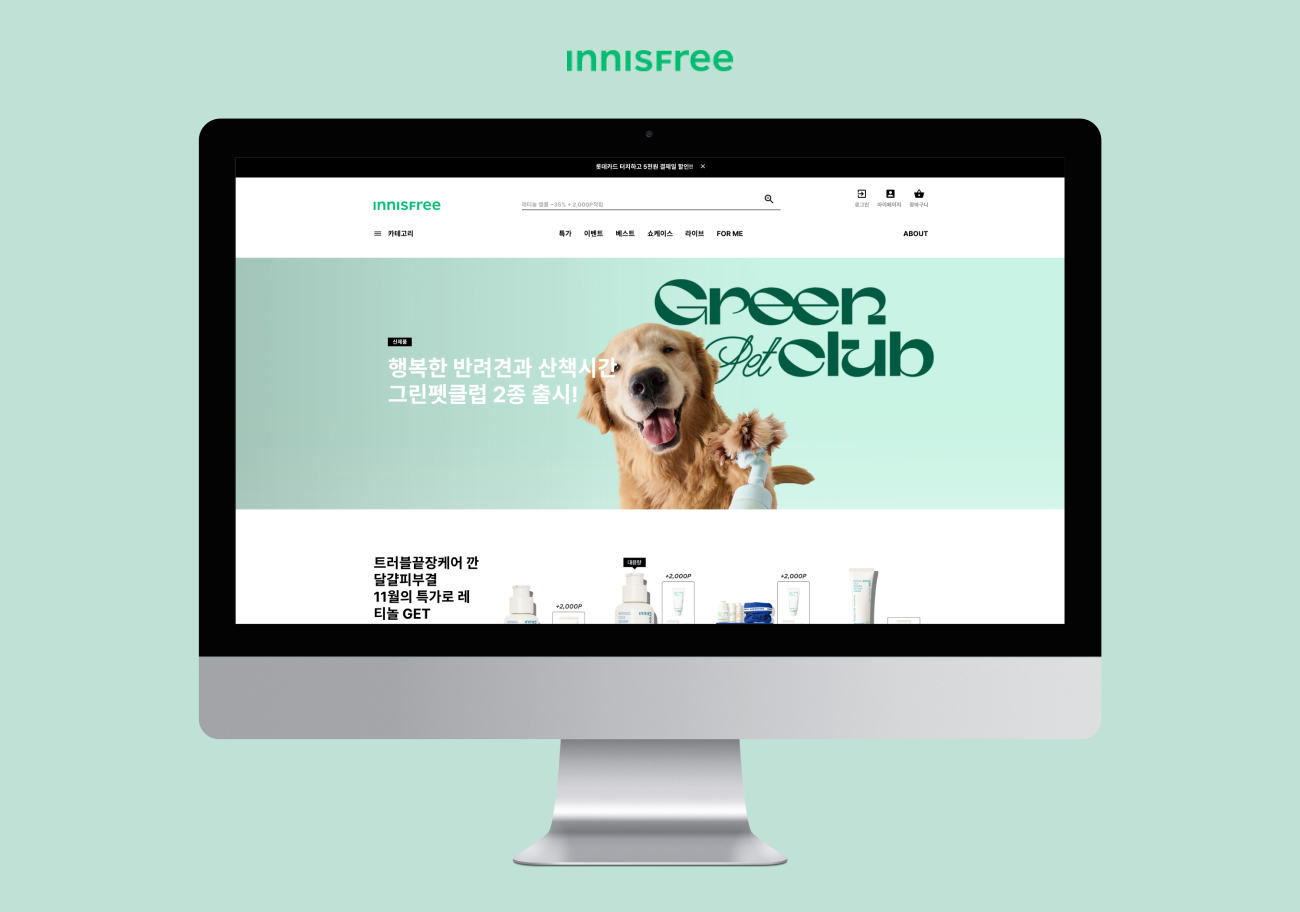 innisfree
롯데카드 터치하고 5천원 결제일 할인!!
innisfree
레티놀 앰플 ~35% + 2,000P적립
로그인 마이페이지 장바구니
카테고리 특가 이벤트 베스트 쇼케이스 라이브 FOR ME ABOUT
Green
Pet club
신제품
행복한 반려견과 산책시간
그린펫클럽 2종 출시!
트러블끝장케어 깐
달걀피부결
11월의 특가로 레
티놀 GET
+2,000P
대용량
+2,000P
+2,000P